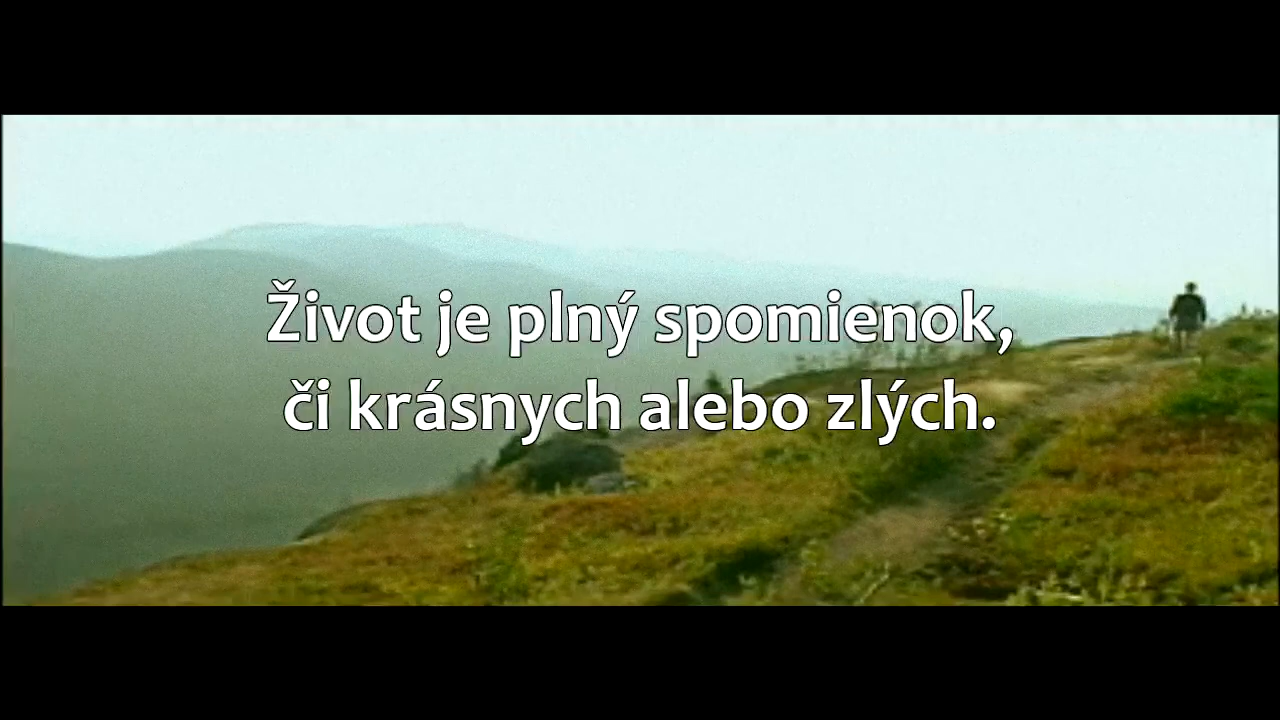 Život je plný spomienok,
či krásnych alebo zlých.